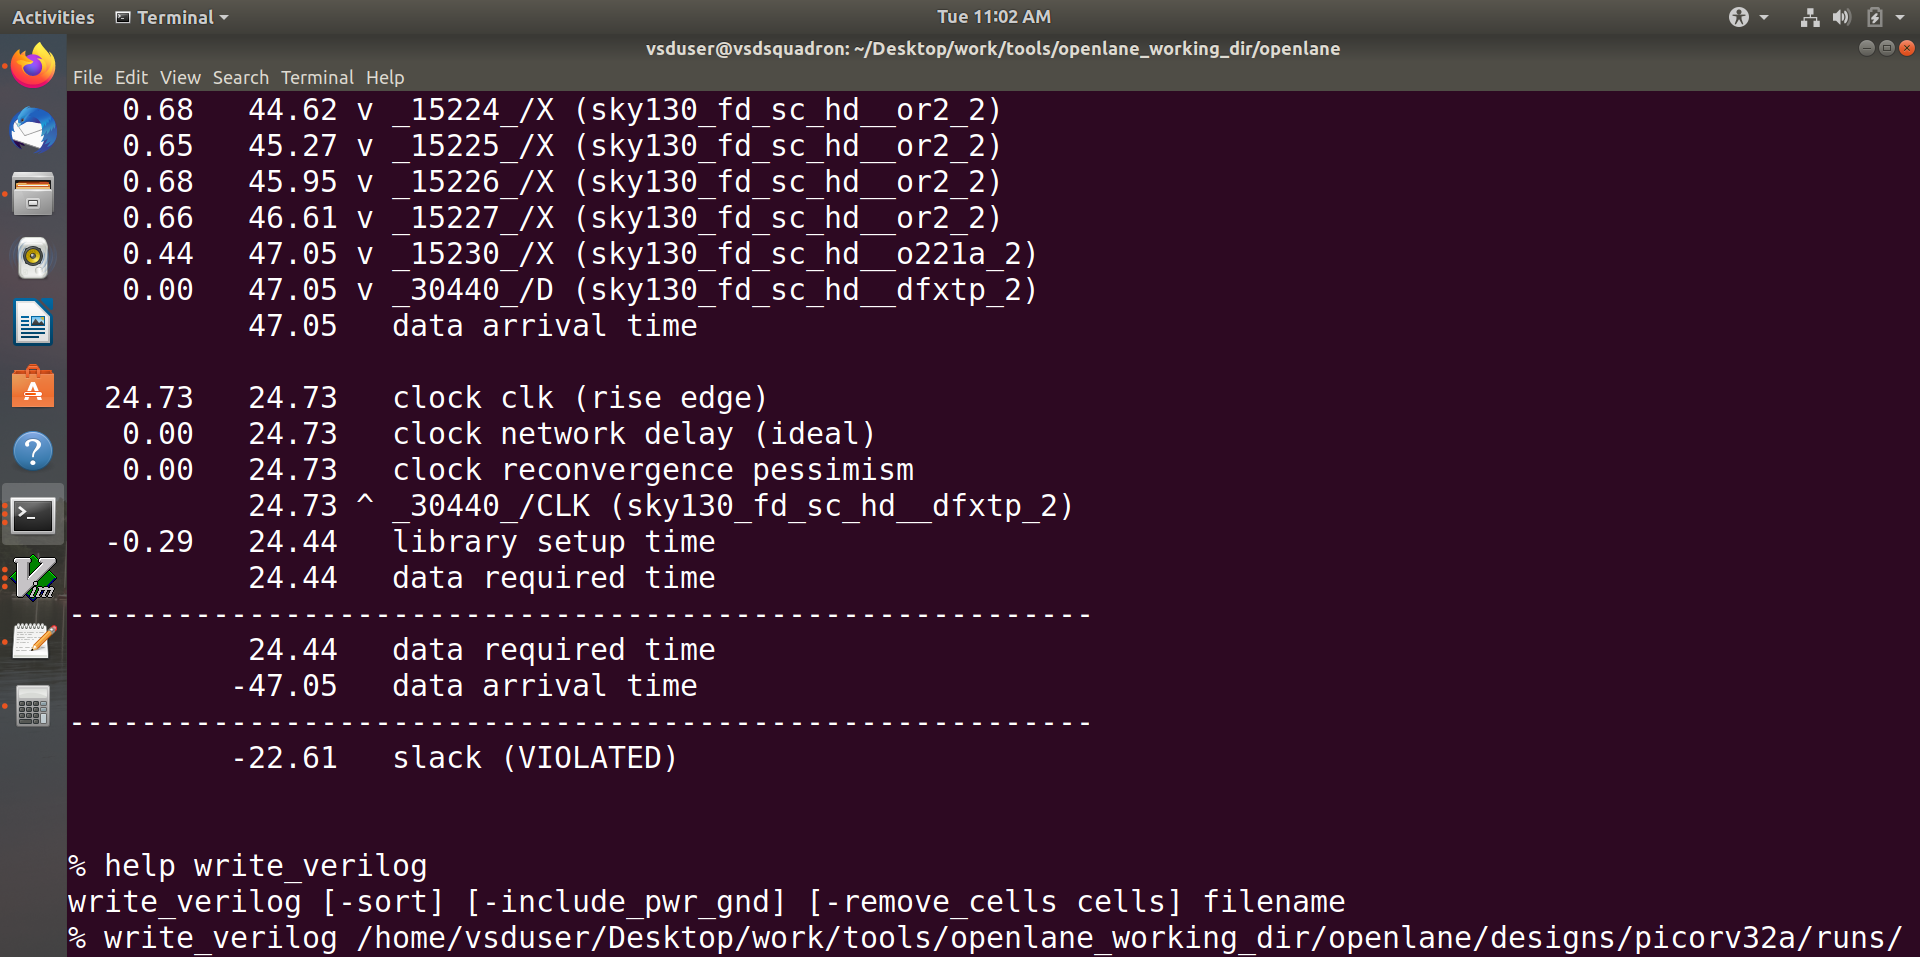 Activities Terminal Tue 11:02 AM
vsduser@vsdsquadron: ~/Desktop/work/tools/openlane_working_dir/openlane
File Edit View Search Terminal Help
0.68 44.62 v _15224_/X (sky130_fd_sc_hd__or2_2)
0.65 45.27 v _15225_/X (sky130_fd_sc_hd__or2_2)
0.68 45.95 v _15226_/X (sky130_fd_sc_hd__or2_2)
0.66 46.61 v _15227_/X (sky130_fd_sc_hd__or2_2)
0.44 47.05 v _15230_/X (sky130_fd_sc_hd__o221a_2)
0.00 47.05 v _30440_/D (sky130_fd_sc_hd__dfxtp_2)
47.05 data arrival time
24.73 24.73 clock clk (rise edge)
0.00 24.73 clock network delay (ideal)
0.00 24.73 clock reconvergence pessimism
24.73 ^ _30440_/CLK (sky130_fd_sc_hd__dfxtp_2)
-0.29 24.44 library setup time
24.44 data required time
---------------------------------------------------------
24.44 data required time
-47.05 data arrival time
---------------------------------------------------------
-22.61 slack (VIOLATED)
% help write_verilog
write_verilog [-sort] [-include_pwr_gnd] [-remove_cells cells] filename
% write_verilog /home/vsduser/Desktop/work/tools/openlane_working_dir/openlane/designs/picorv32a/runs/